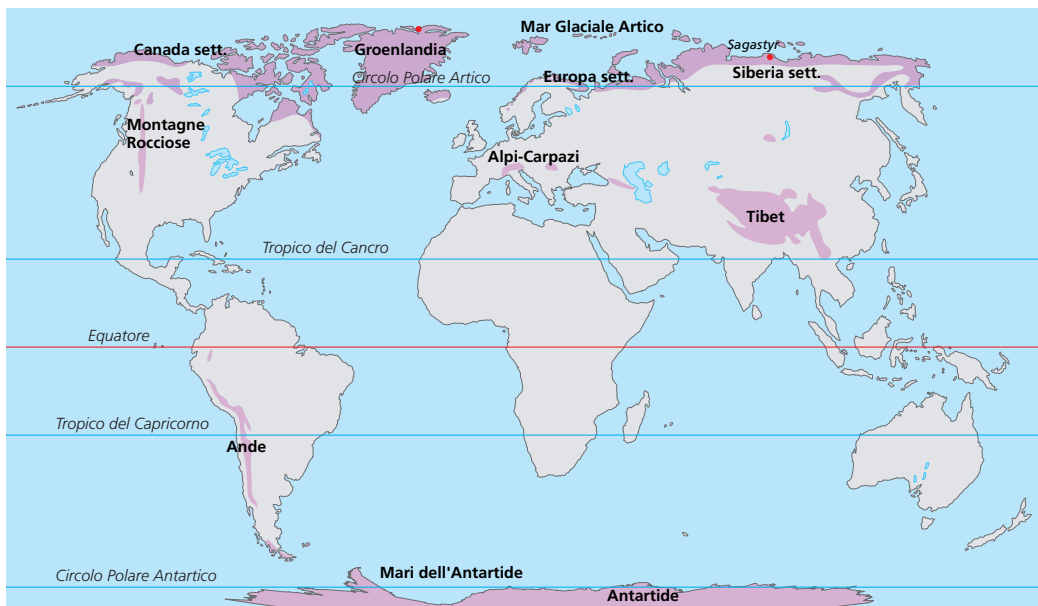 Mar Glaciale Artico
Canada sett.
Groenlandia
Sagastyr
Circolo Polare Artico
Europa sett.
Siberia sett.
Montagne
Rocciose
Alpi-Carpazi
Tibet
Tropico del Cancro
Equatore
Tropico del Capricorno
Ande
Circolo Polare Antartico
Mari dell'Antartide
Antartide